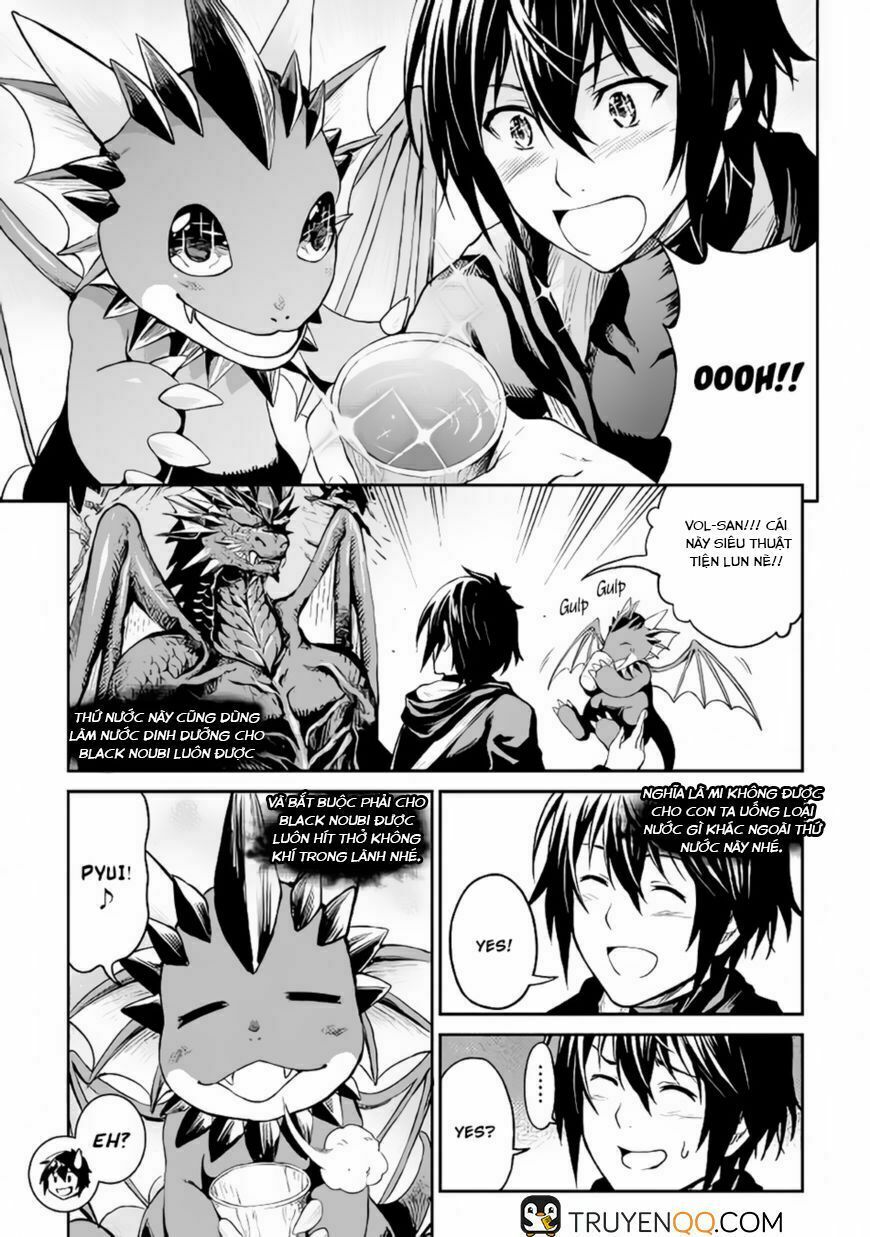 OOOH!!
VOL-SAN!!! CÁI
NÀY SIÊU THUẬT
TIỆN LUN NÈ!!
GULP
GULP
THỨ NƯỚC NÀY CŨNG DÙNG
LÀM NƯỚC DINH DƯỠNG CHO
BLACK NOUBI LUÔN ĐƯỢC
NGHĨA LÀ MI KHÔNG ĐƯỢC
CHO CON TA UỐNG LOẠI
NƯỚC GÌ KHÁC NGOÀI THỨ
NƯỚC NÀY NHÉ.
YES!
VÀ BẮT BUỘC PHẢI CHO
BLACK NOUBI ĐƯỢC
LUÔN HÍT THỞ KHÔNG
KHÍ TRONG LÀNH NHÉ.
PYUI!
♪
......
YES?
EH?
TRUYENQQ.COM